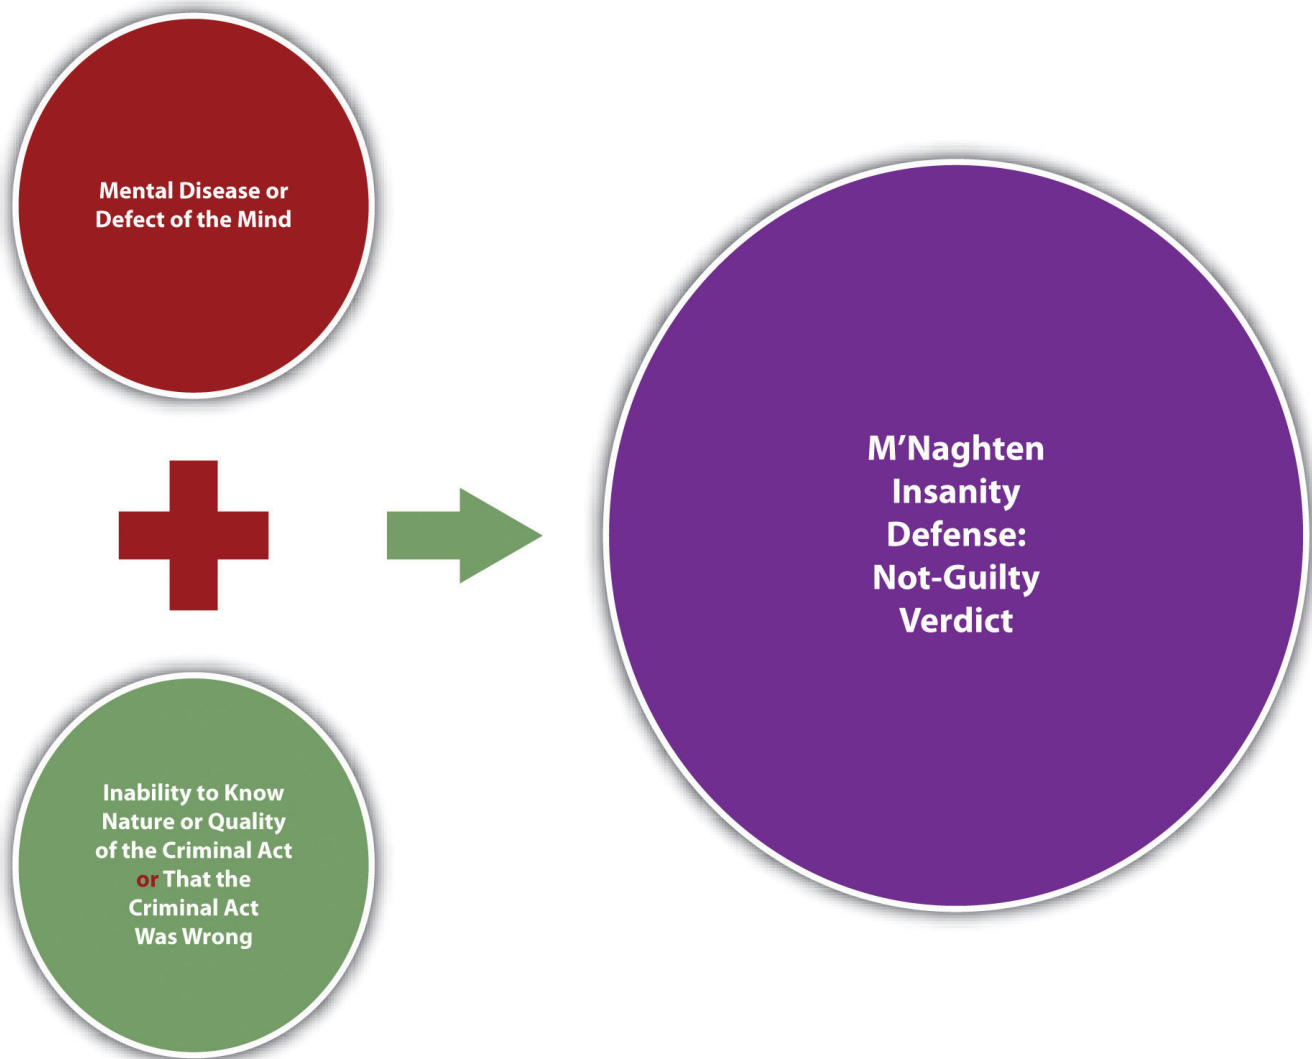 Mental Disease or
Defect of the Mind
Inability to Know
Nature or Quality
of the Criminal Act
or That the
Criminal Act
Was Wrong
M’Naghten
Insanity
Defense:
Not-Guilty
Verdict